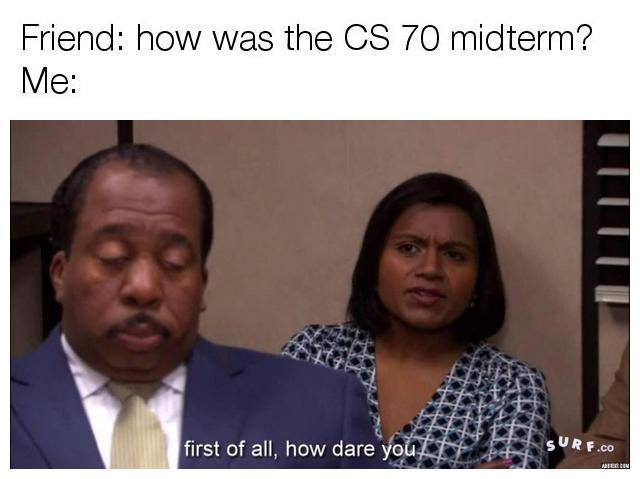 Friend: how was the CS 70 midterm?
Me:
first of all, how dare you
SURF.co